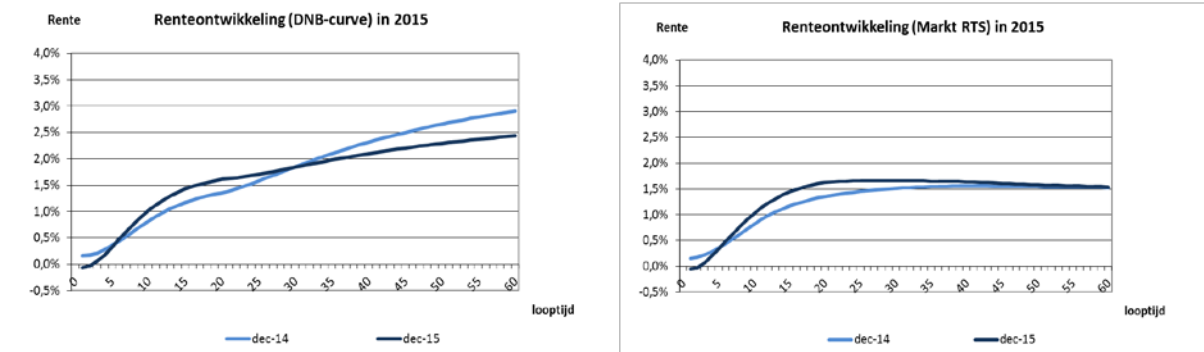 Rente
Renteontwikkeling (DNB-curve) in 2015
4,0%
3,5%
3,0%
2,5%
2,0%
1,5%
1,0%
0,5%
0,0%
-0,5%
0 5 10 15 20 25 30 35 40 45 50 55 60
looptijd
dec-14 dec-15
Rente
Renteontwikkeling (Markt RTS) in 2015
4,0%
3,5%
3,0%
2,5%
2,0%
1,5%
1,0%
0,5%
0,0%
-0,5%
0 5 10 15 20 25 30 35 40 45 50 55 60
looptijd
dec-14 dec-15